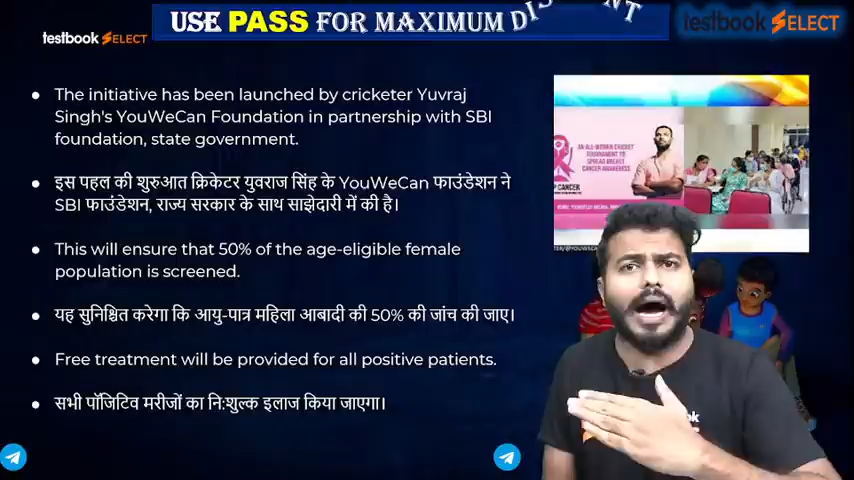 USE PASS FOR MAXIMUM DIS NT
testbook SELECT
testbook SELECT
The initiative has been launched by cricketer Yuvraj
Singh's YouWeCan Foundation in partnership with SBI
foundation, state government.
इस पहल की शुरुआत क्रिकेटर युवराज सिंह के YouWeCan फाउंडेशन ने
SBI फाउंडेशन, राज्य सरकार के साथ साझेदारी में की है।
This will ensure that 50% of the age-eligible female
population is screened.
यह सुनिश्चित करेगा कि आयु-पात्र महिला आबादी की 50% की जांच की जाए।
Free treatment will be provided for all positive patients.
सभी पॉजिटिव मरीजों का नि:शुल्क इलाज किया जाएगा।
AN ALL-WOMEN CRICKET
TOURNAMENT TO
SPREAD BREAST
CANCER AWARENESS
CANCER